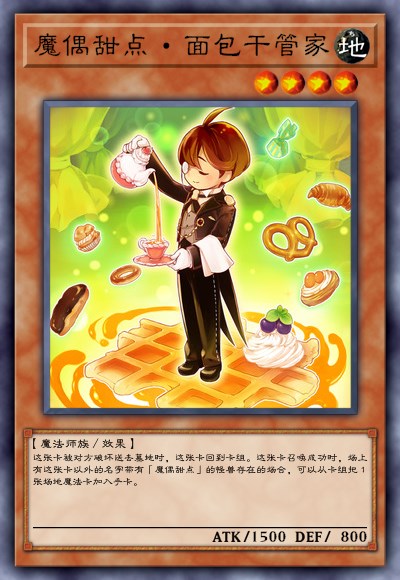 魔偶甜点·面包干管家 地
【魔法师族/效果】
这张卡被对方破坏送去墓地时，这张卡回到卡组。这张卡召唤成功时，场上
有这张卡以外的名字带有「魔偶甜点」的怪兽存在的场合，可以从卡组把1
张场地魔法卡加入手卡。
ATK/1500 DEF/ 800